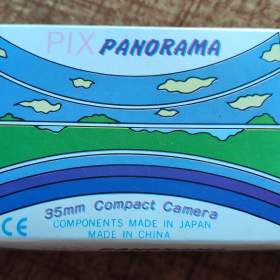 PIX PANORAMA
35mm Compact Camera
CE COMPONENTS MADE IN JAPAN
MADE IN CHINA